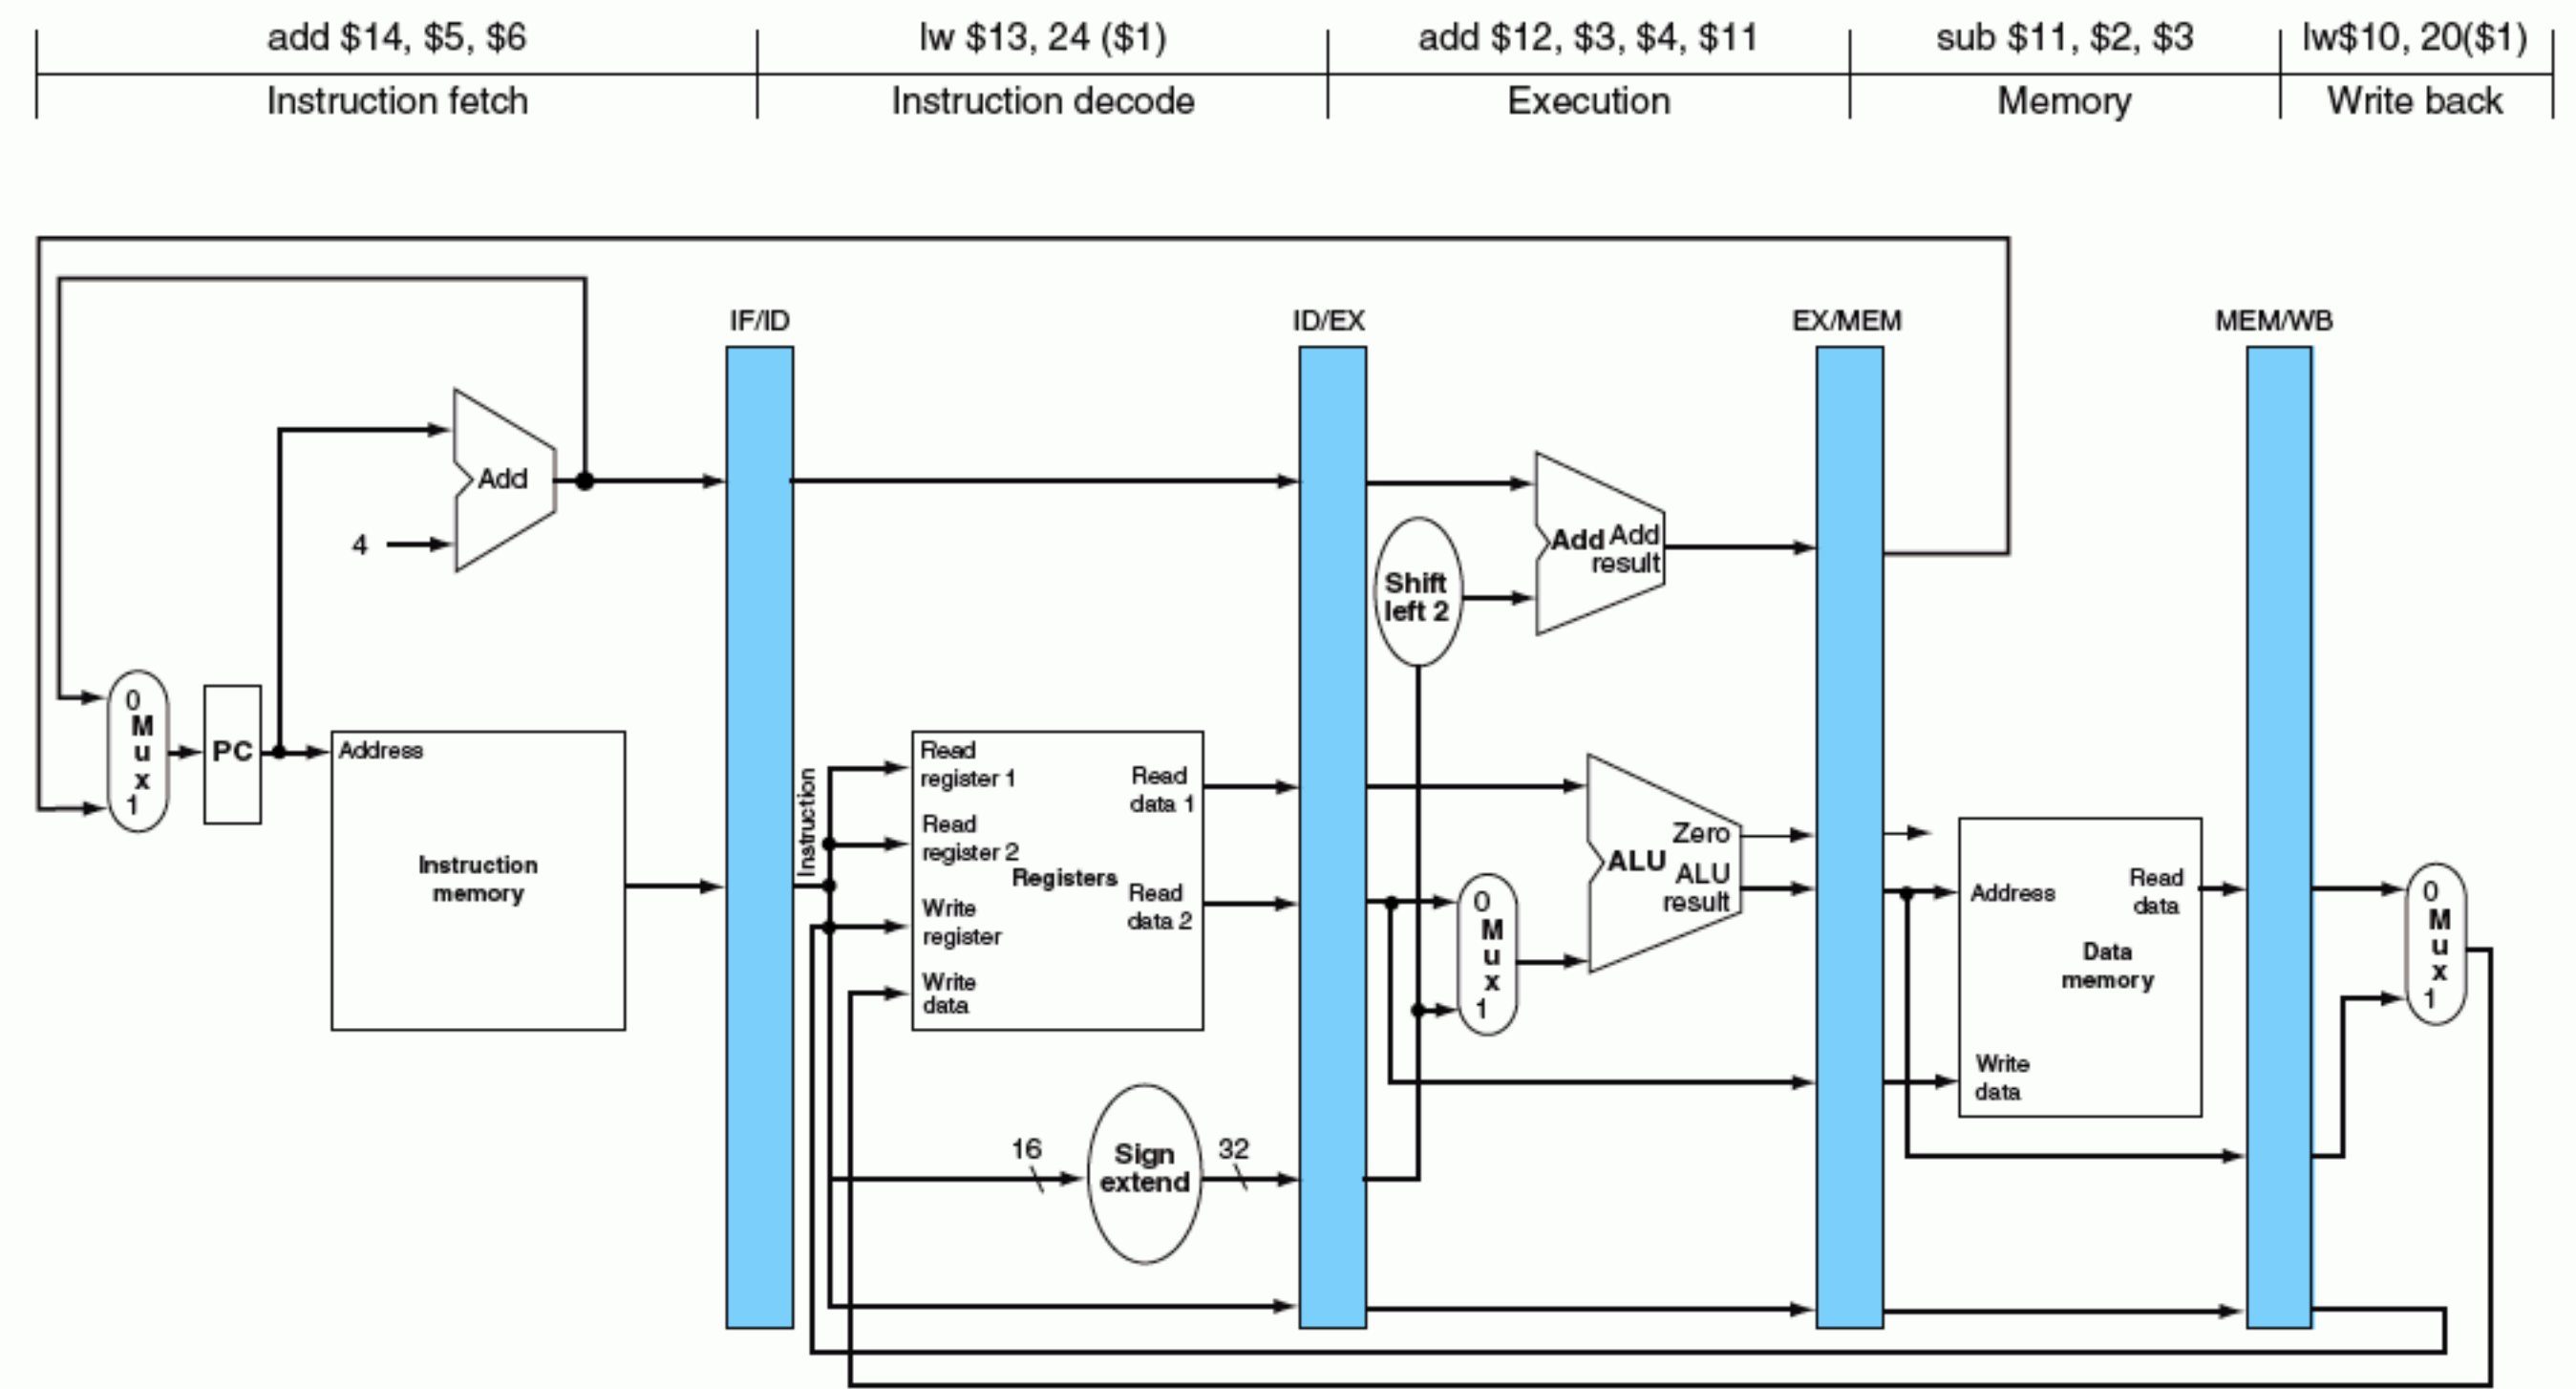 add $14, $5, $6
lw $13, 24 ($1)
add $12, $3, $4, $11
sub $11, $2, $3
lw$10, 20($1)
Instruction fetch
Instruction decode
Execution
Memory
Write back
IF/ID
ID/EX
EX/MEM
MEM/WB
Add
4
Add
Add
result
Shift
left 2
0
M
u
x
1
PC
Address
Instruction
memory
Instruction
Read
register 1
Read
register 2
Write
register
Write
data
Registers
Read
data 1
Read
data 2
16
Sign
extend
32
0
M
u
x
1
Zero
ALU
ALU
result
Address
Read
data
Data
memory
Write
data
0
M
u
x
1